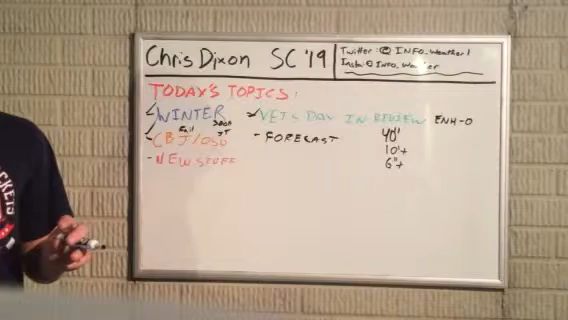 Chris Dixon SC '19
Twitter: @ INFO_Weather1
Insta: @ INFO_Weather
TODAY'S TOPICS:
WINTER
- CBJ/OSU
- NEW STUFF
VETS DAY IN REVIEW ENH-O
- FORECAST
40'
10"+
6"+
CKETS